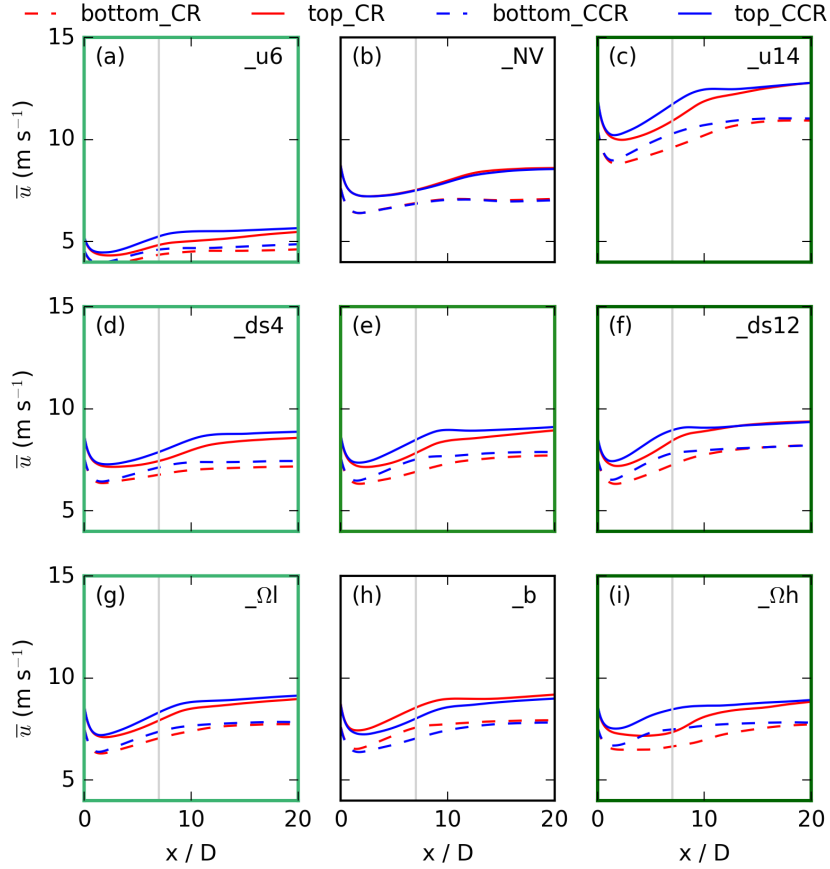 bottom_CR top_CR bottom_CCR top_CCR
15 (a) _u6 (b) _NV (c) _u14
10
5
u̅ (m s⁻¹)
15 (d) _ds4 (e) (f) _ds12
10
5
u̅ (m s⁻¹)
15 (g) _Ωl (h) _b (i) _Ωh
10
5
u̅ (m s⁻¹)
0 10 20 0 10 20 0 10 20
x / D x / D x / D